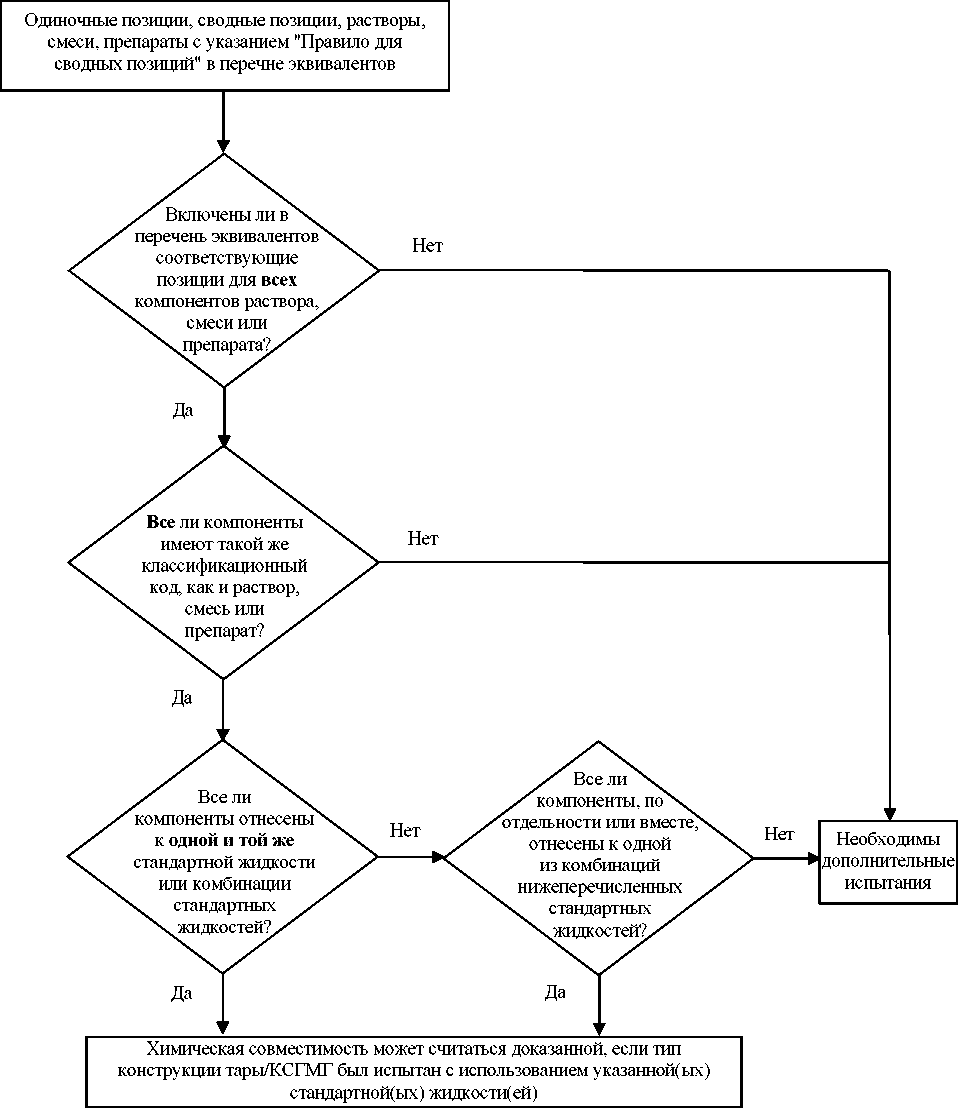 Одиночные позиции, сводные позиции, растворы,
смеси, препараты с указанием "Правило для
сводных позиций" в перечне эквивалентов
Включены ли в
перечень эквивалентов
соответствующие
позиции для всех
компонентов раствора,
смеси или
препарата?
Нет
Да
Все ли компоненты
имеют такой же
классификационный
код, как и раствор,
смесь или
препарат?
Нет
Да
Все ли
компоненты отнесены
к одной и той же
стандартной жидкости
или комбинации
стандартных
жидкостей?
Нет
Все ли
компоненты, по
отдельности или вместе,
отнесены к одной
из комбинаций
нижеперечисленных
стандартных
жидкостей?
Нет
Необходимы
дополнительные
испытания
Да
Да
Химическая совместимость может считаться доказанной, если тип
конструкции тары/КСГМГ был испытан с использованием указанной(ых)
стандартной(ых) жидкости(ей)